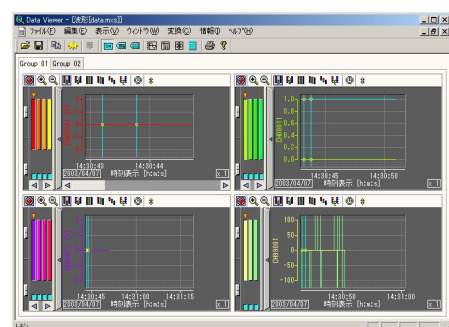 Data Viewer - [波形[data.mxs]]
ファイル(F) 編集(E) 表示(V) ウィンドウ(W) 変換(C) 情報(I) ヘルプ(H)
Group 01 Group 02
14:30:43 14:30:44
2003/04/07 時刻表示 [h:m:s] x 1
1.0
0.8
0.6
0.4
0.2
0.0
14:30:45 14:30:50
2003/04/07 時刻表示 [h:m:s] x 1
14:30:45 14:31:00 14:31:15
2003/04/07 時刻表示 [h:m:s] x 1
100
50
0
-50
-100
14:30:50 14:31:00
2003/04/07 時刻表示 [h:m:s] x 1